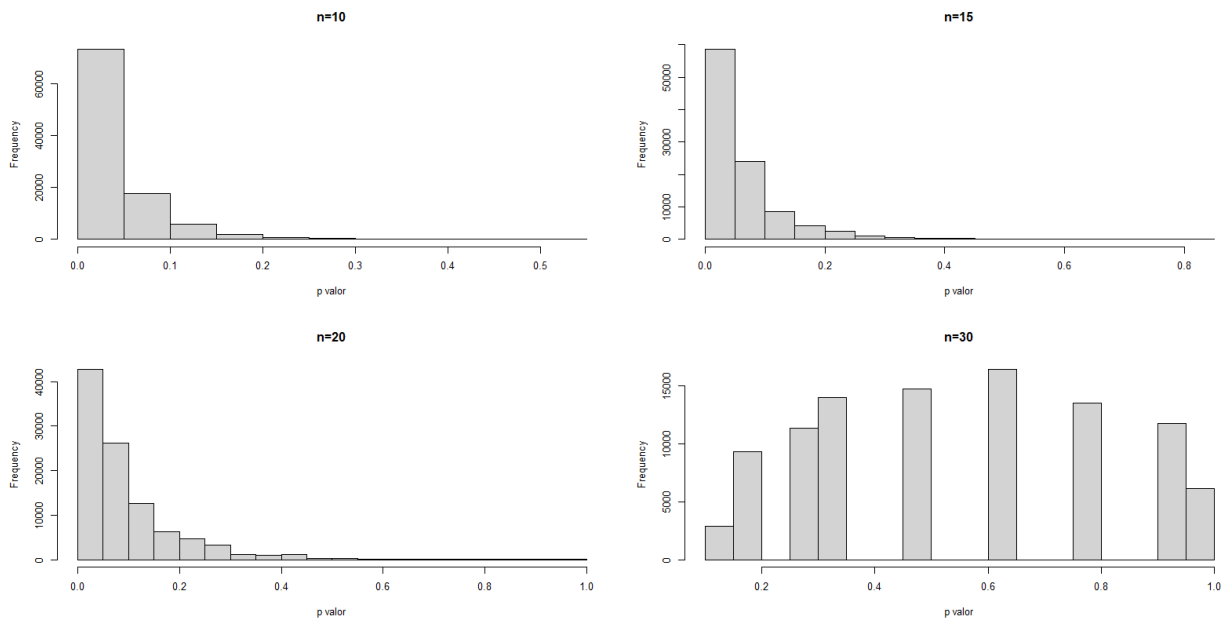 n=10
Frequency
0 20000 40000 60000
0.0 0.1 0.2 0.3 0.4 0.5
p valor
n=15
Frequency
0 10000 30000 50000
0.0 0.2 0.4 0.6 0.8
p valor
n=20
Frequency
0 10000 20000 30000 40000
0.0 0.2 0.4 0.6 0.8 1.0
p valor
n=30
Frequency
0 5000 10000 15000
0.2 0.4 0.6 0.8 1.0
p valor